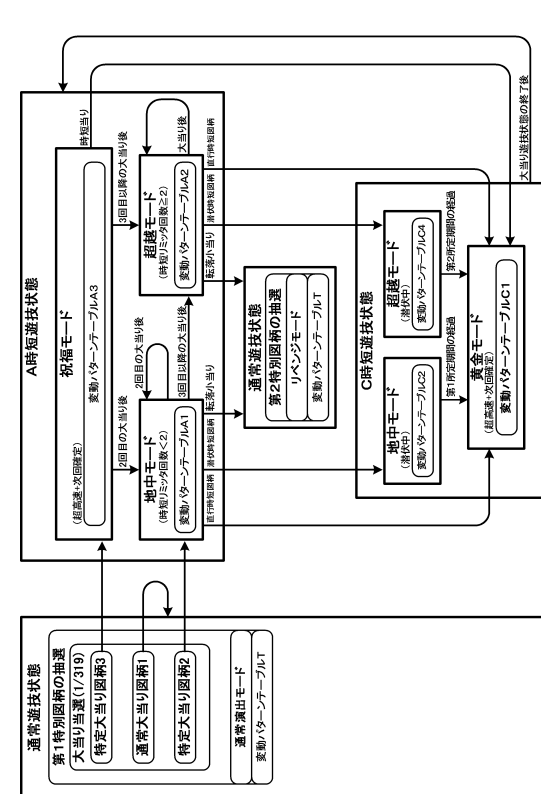 通常遊技状態
第1特別図柄の抽選
大当り当選(1/319)
特定大当り図柄3
通常大当り図柄1
特定大当り図柄2
通常演出モード
変動パターンテーブルT
A時短遊技状態
祝福モード
(超高速+次回確定)
変動パターンテーブルA3
時短当り
2回目の大当り後
3回目以降の大当り後
地中モード
(時短リミッタ回数<2)
変動パターンテーブルA1
2回目の大当り後
3回目以降の大当り後
直行時短図柄
潜伏時短図柄
転落小当り
超越モード
(時短リミッタ回数≧2)
変動パターンテーブルA2
大当り後
転落小当り
潜伏時短図柄
直行時短図柄
通常遊技状態
第2特別図柄の抽選
リベンジモード
変動パターンテーブルT
C時短遊技状態
地中モード
(潜伏中)
変動パターンテーブルC2
第1所定期間の経過
超越モード
(潜伏中)
変動パターンテーブルC4
第2所定期間の経過
黄金モード
(超高速+次回確定)
変動パターンテーブルC1
大当り遊技状態の終了後